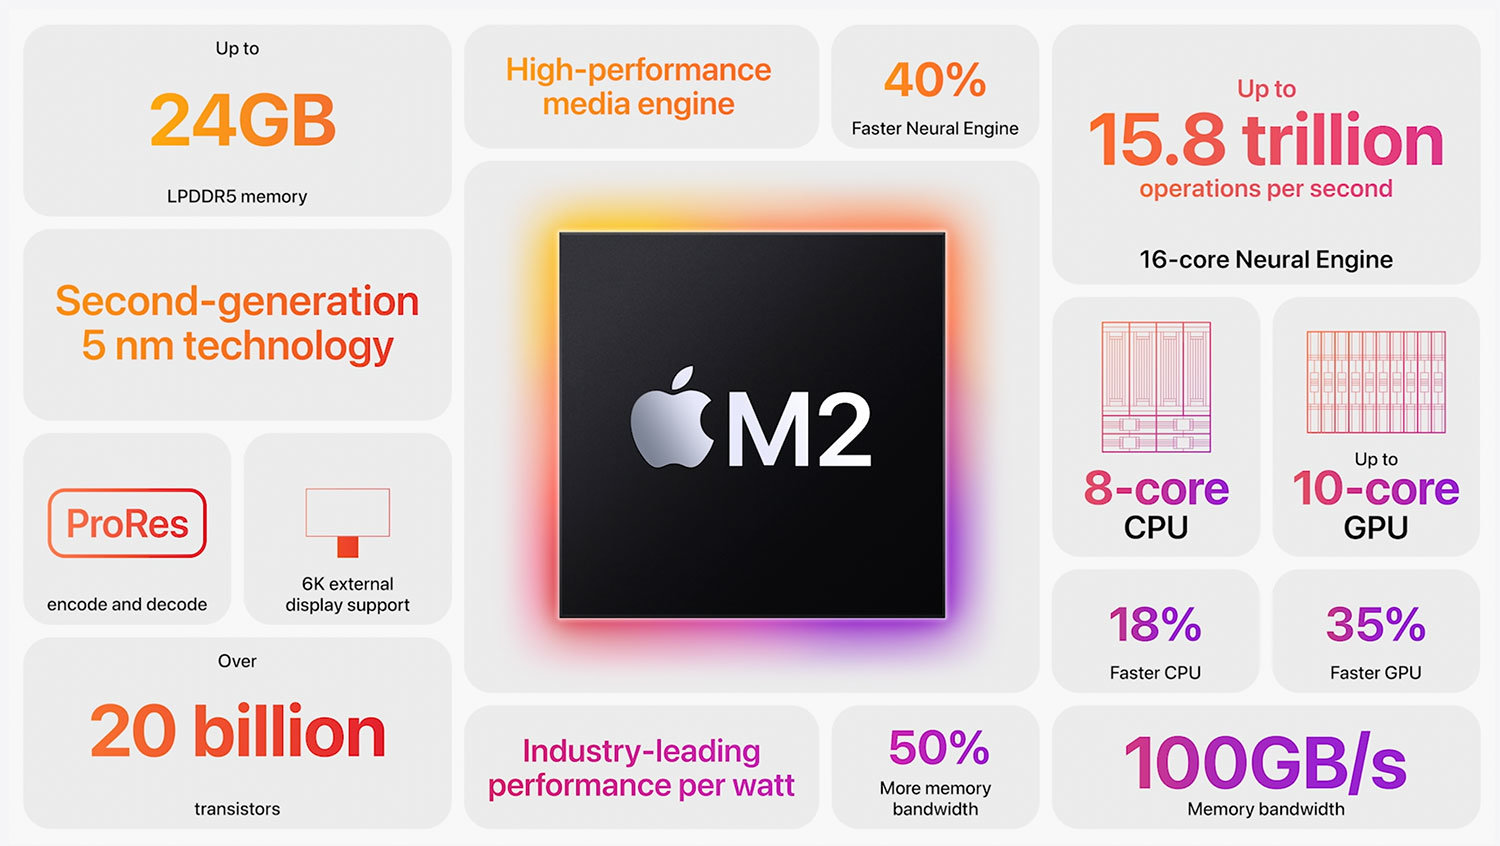 Up to
24GB
LPDDR5 memory
High-performance
media engine
40%
Faster Neural Engine
Up to
15.8 trillion
operations per second
16-core Neural Engine
Second-generation
5 nm technology
M2
8-core
CPU
Up to
10-core
GPU
ProRes
encode and decode
6K external
display support
18%
Faster CPU
35%
Faster GPU
Over
20 billion
transistors
Industry-leading
performance per watt
50%
More memory
bandwidth
100GB/s
Memory bandwidth